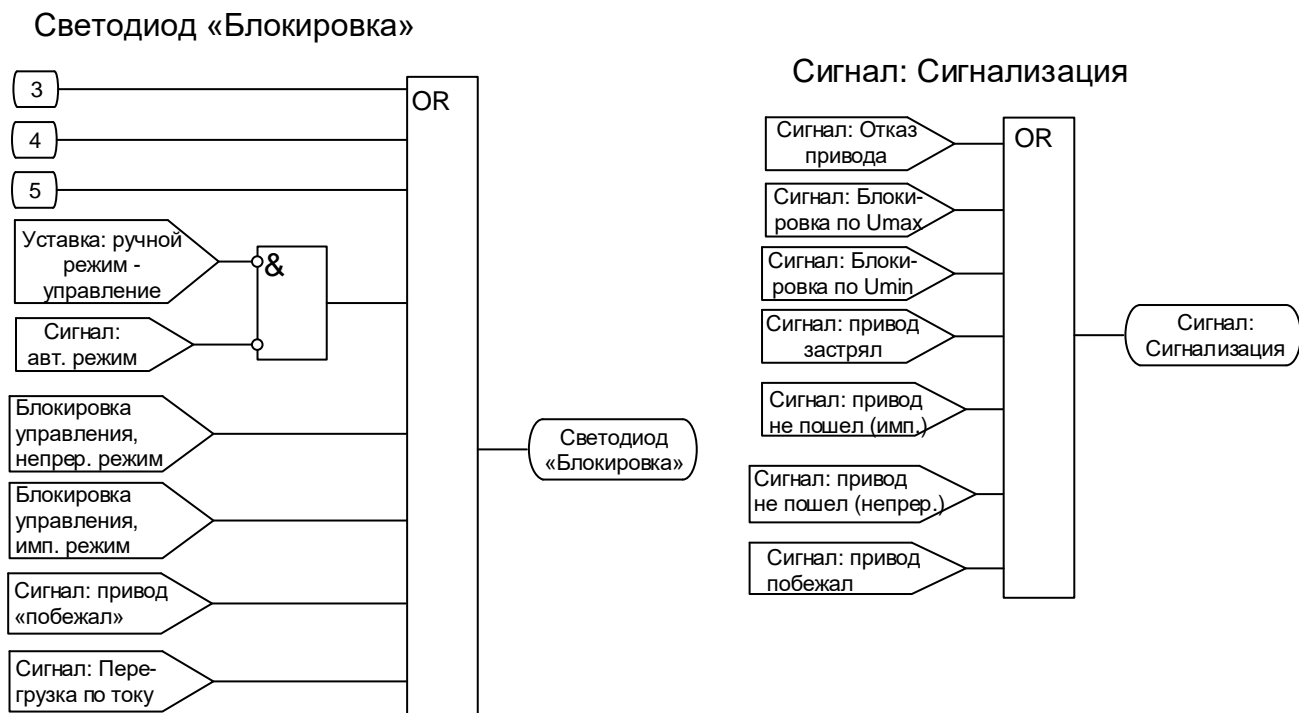 Светодиод «Блокировка»
3
4
5
Уставка: ручной
режим -
управление
Сигнал:
авт. режим
&
Блокировка
управления,
непрер. режим
Блокировка
управления,
имп. режим
Сигнал: привод
«побежал»
Сигнал: Пере-
грузка по току
OR
Светодиод
«Блокировка»
Сигнал: Сигнализация
Сигнал: Отказ
привода
Сигнал: Блоки-
ровка по Umax
Сигнал: Блоки-
ровка по Umin
Сигнал: привод
застрял
Сигнал: привод
не пошел (имп.)
Сигнал: привод
не пошел (непрер.)
Сигнал: привод
побежал
OR
Сигнал:
Сигнализация